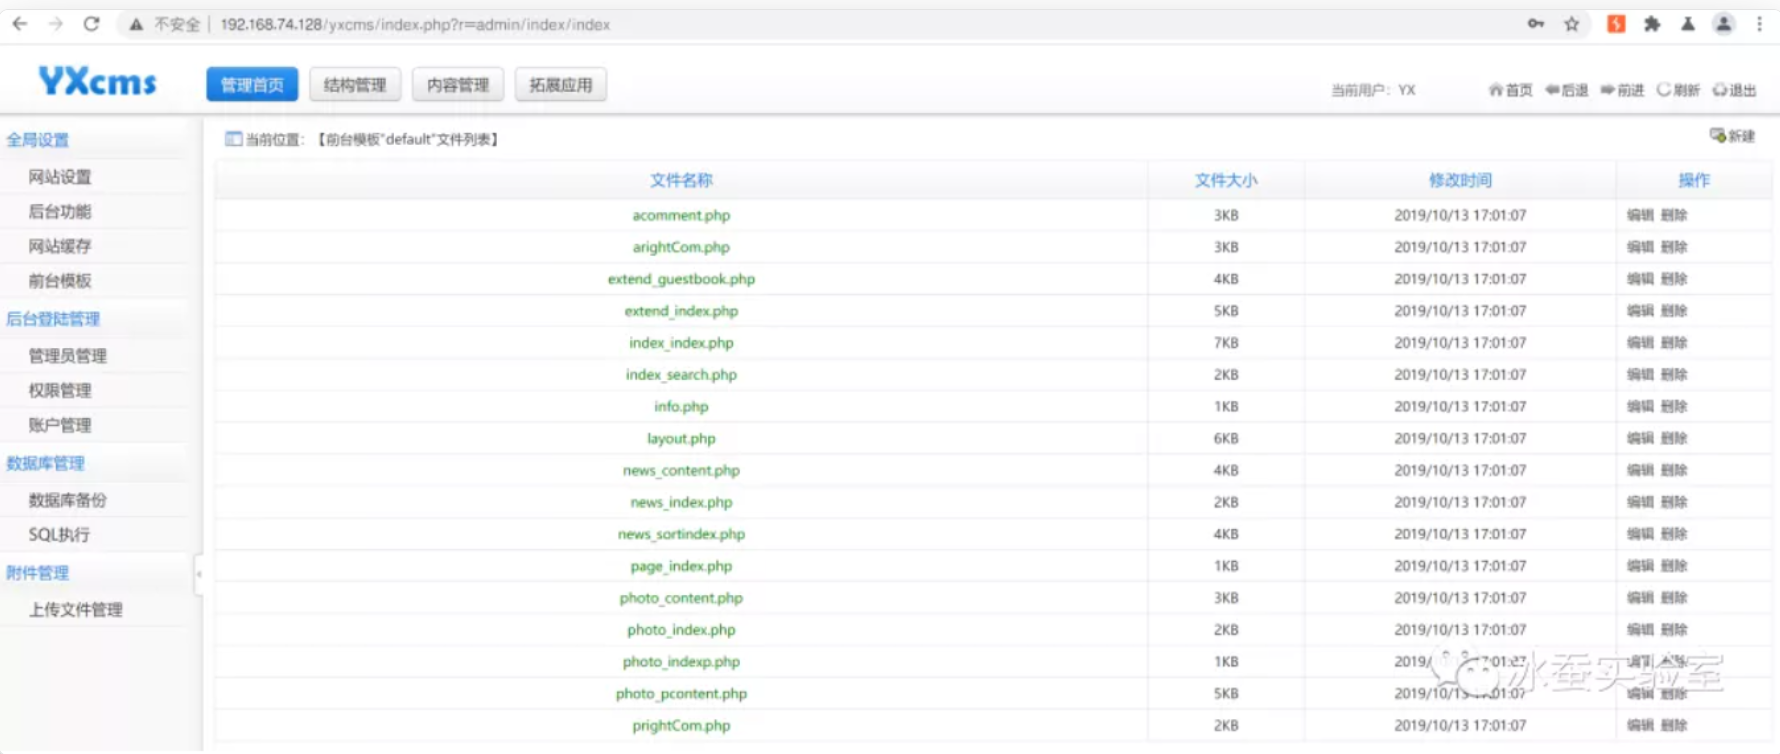 不安全 | 192.168.74.128/yxcms/index.php?r=admin/index/index
YXcms 管理首页 结构管理 内容管理 拓展应用 当前用户：YX 首页 后退 前进 刷新 退出
全局设置
网站设置
后台功能
网站缓存
前台模板
后台登陆管理
管理员管理
权限管理
账户管理
数据库管理
数据库备份
SQL执行
附件管理
上传文件管理
当前位置：【前台模板"default"文件列表】 新建
文件名称 文件大小 修改时间 操作
acomment.php 3KB 2019/10/13 17:01:07 编辑 删除
arightCom.php 3KB 2019/10/13 17:01:07 编辑 删除
extend_guestbook.php 4KB 2019/10/13 17:01:07 编辑 删除
extend_index.php 5KB 2019/10/13 17:01:07 编辑 删除
index_index.php 7KB 2019/10/13 17:01:07 编辑 删除
index_search.php 2KB 2019/10/13 17:01:07 编辑 删除
info.php 1KB 2019/10/13 17:01:07 编辑 删除
layout.php 6KB 2019/10/13 17:01:07 编辑 删除
news_content.php 4KB 2019/10/13 17:01:07 编辑 删除
news_index.php 2KB 2019/10/13 17:01:07 编辑 删除
news_sortindex.php 4KB 2019/10/13 17:01:07 编辑 删除
page_index.php 1KB 2019/10/13 17:01:07 编辑 删除
photo_content.php 3KB 2019/10/13 17:01:07 编辑 删除
photo_index.php 2KB 2019/10/13 17:01:07 编辑 删除
photo_indexp.php 1KB 2019/10/13 17:01:07 编辑 删除
冰蚕实验室
photo_pcontent.php 5KB 2019/10/13 17:01:07 编辑 删除
prightCom.php 2KB 2019/10/13 17:01:07 编辑 删除